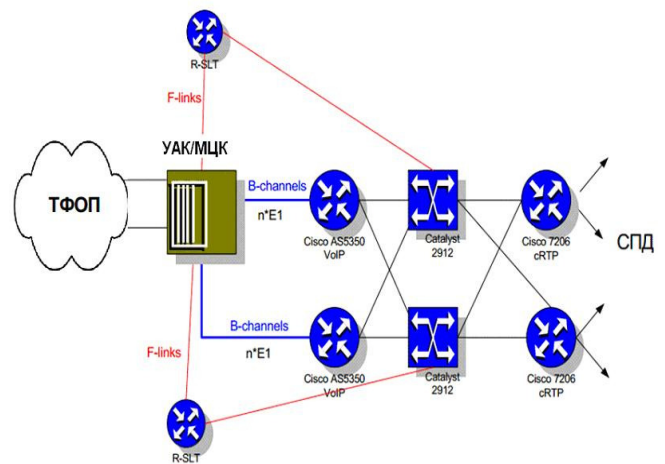 R-SLT
F-links
УАК/МЦК
ТФОП
B-channels
n*E1
Cisco AS5350
VoIP
Catalyst
2912
Cisco 7206
cRTP
СПД
B-channels
n*E1
F-links
Cisco AS5350
VoIP
Catalyst
2912
Cisco 7206
cRTP
R-SLT